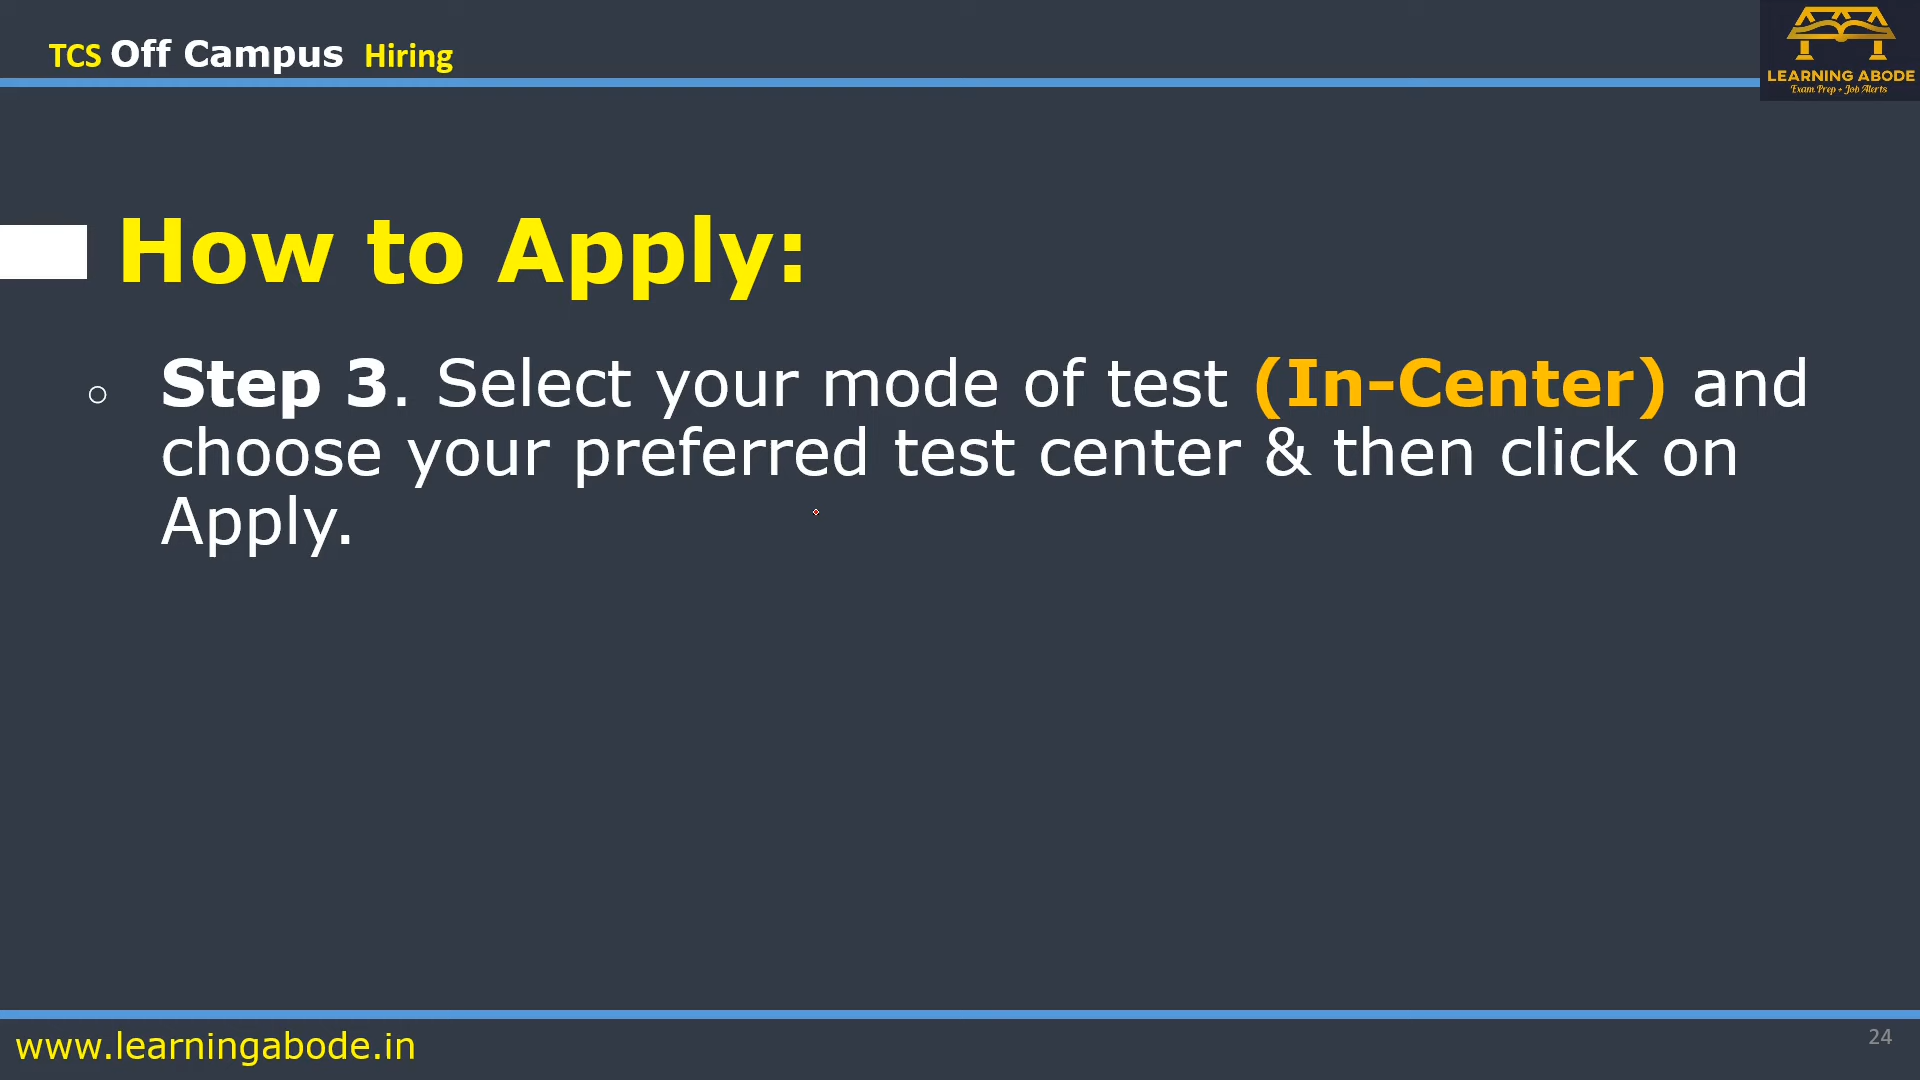 TCS Off Campus Hiring
LEARNING ABODE
Exam Prep + Job Alerts
How to Apply:
○ Step 3. Select your mode of test (In-Center) and
choose your preferred test center & then click on
Apply.
www.learningabode.in
24